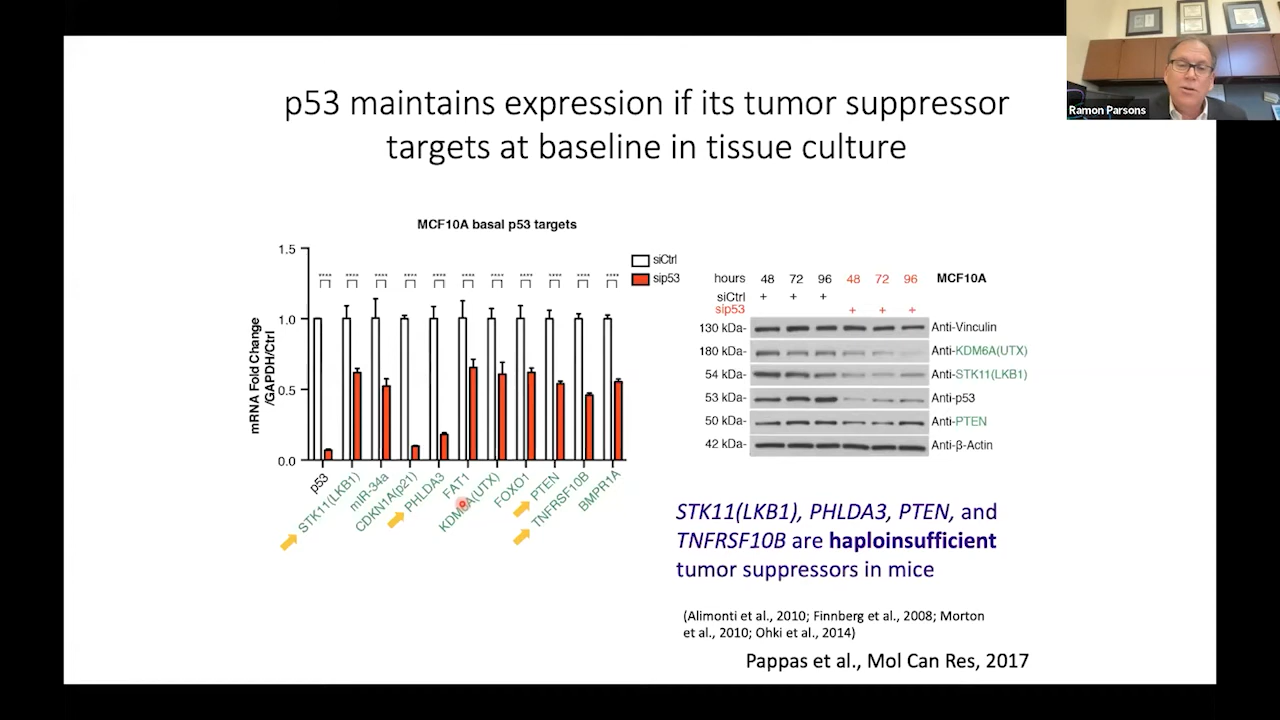 Ramon Parsons
p53 maintains expression if its tumor suppressor
targets at baseline in tissue culture
MCF10A basal p53 targets
siCtrl
sip53
mRNA Fold Change
/GAPDH/Ctrl
1.5
1.0
0.5
0.0
**** **** **** **** **** **** **** **** **** **** ****
p53
STK11(LKB1)
miR-34a
CDKN1A(p21)
PHLDA3
FAT1
KDM6A(UTX)
FOXO1
PTEN
TNFRSF10B
BMPR1A
hours 48 72 96 48 72 96 MCF10A
siCtrl + + +
sip53 + + +
130 kDa- Anti-Vinculin
180 kDa- Anti-KDM6A(UTX)
54 kDa- Anti-STK11(LKB1)
53 kDa- Anti-p53
50 kDa- Anti-PTEN
42 kDa- Anti-β-Actin
STK11(LKB1), PHLDA3, PTEN, and
TNFRSF10B are haploinsufficient
tumor suppressors in mice
(Alimonti et al., 2010; Finnberg et al., 2008; Morton
et al., 2010; Ohki et al., 2014)
Pappas et al., Mol Can Res, 2017